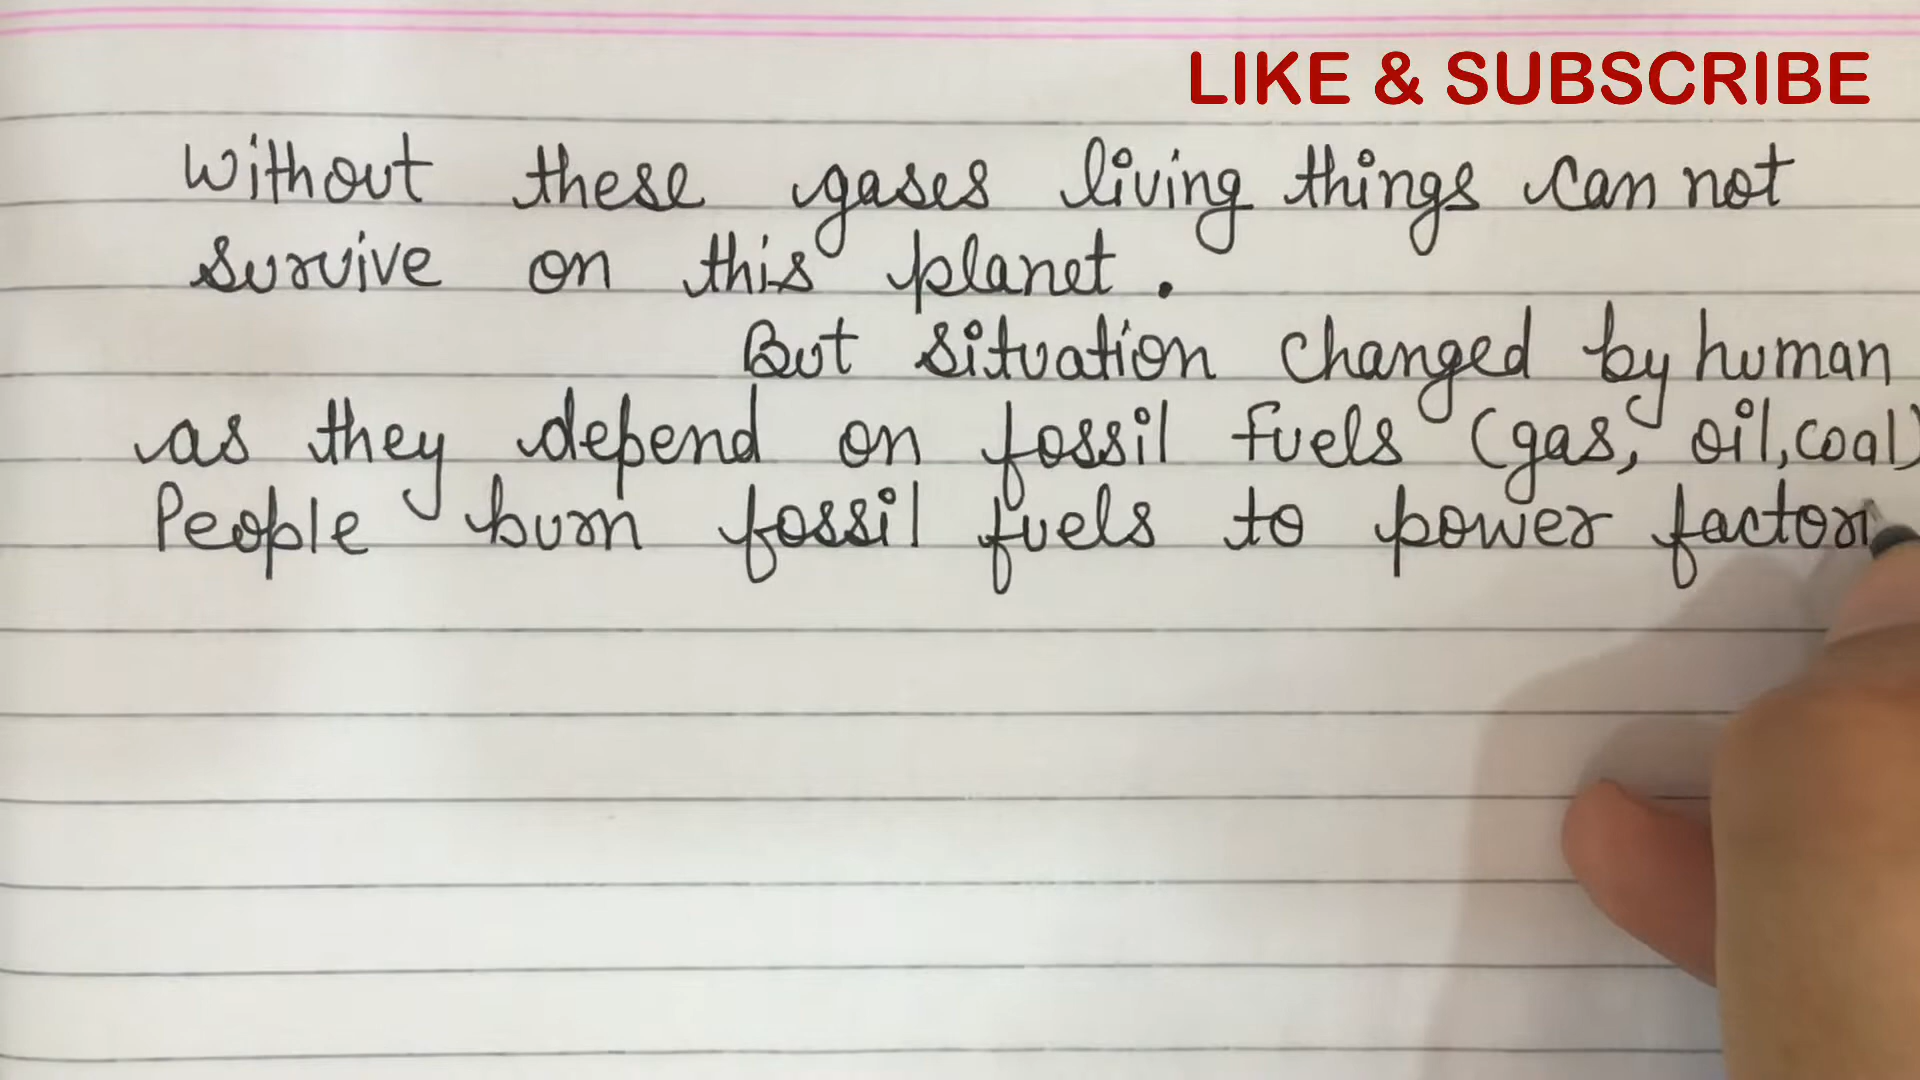 LIKE & SUBSCRIBE
Without these gases living things can not
survive on this planet.
But situation changed by human
as they depend on fossil fuels (gas, oil, coal)
People burn fossil fuels to power factori